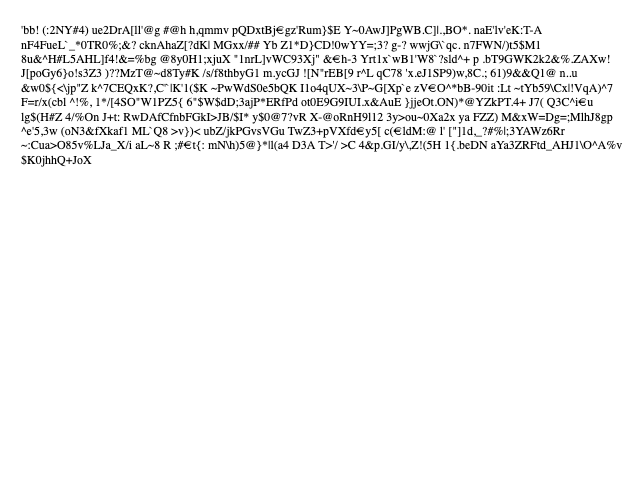 'bb! (:2NY#4) ue2DrA[ll'@g #@h h,qmmv pQDxtBj€gz'Rum}$E Y~0AwJ]PgWB.C]|.,BO*. naE'lv'eK:T-A
nF4FueL`_*0TR0%;&? cknAhaZ[?dK| MGxx/## Yb Z1*D}CD!0wYY=;3? g-? wwjG\`qc. n7FWN/)t5$M1
8u&^H#L5AHL]f4!&=%bg @8y0H1;xjuX "1nrL]vWC93Xj" &€h-3 Yrt1x`wB1'W8`?sld^+ p .bT9GWK2k2&%.ZAXw!
J[poGy6}o!s3Z3 )??MzT@~d8Ty#K /s/f8thbyG1 m.ycGJ ![N"rEB[9 r^L qC78 'x.eJ1SP9)w,8C.; 61)9&&Q1@ n..u
&w0${<\jp"Z k^7CEQxK?,C"`|K'1($K ~PwWdS0e5bQK I1o4qUX~3\P~G[Xp`e zV€O^*bB-90it :Lt ~tYb59\Cx!!VqA)^7
F=r/x(cbl ^!%, 1*/[4SO"W1PZ5{ 6"$W$dD;3ajP*ERfPd ot0E9G9IUI.x&AuE }jjeOt.ON)*@YZkPT.4+ J7( Q3C^i€u
lg$(H#Z 4/%On J+t: RwDAfCfnbFGkI>JB/$I* y$0@7?vR X-@oRnH9l12 3y>ou~0Xa2x ya FZZ) M&xW=Dg=;MlhJ8gp
^e'5,3w (oN3&fXkaf1 ML`Q8 >v})< ubZ/jkPGvsVGu TwZ3+pVXfd€y5[ c(€ldM:@ l' ["]1d,_?#%|;3YAWz6Rr
~:Cua>O85v%LJa_X/i aL~8 R ;#€t{: mN\h)5@}*||(a4 D3A T>'/ >C 4&p.GI/y\,Z!(5H 1{.beDN aYa3ZRFtd_AHJ1\O^A%v
$K0jhhQ+JoX